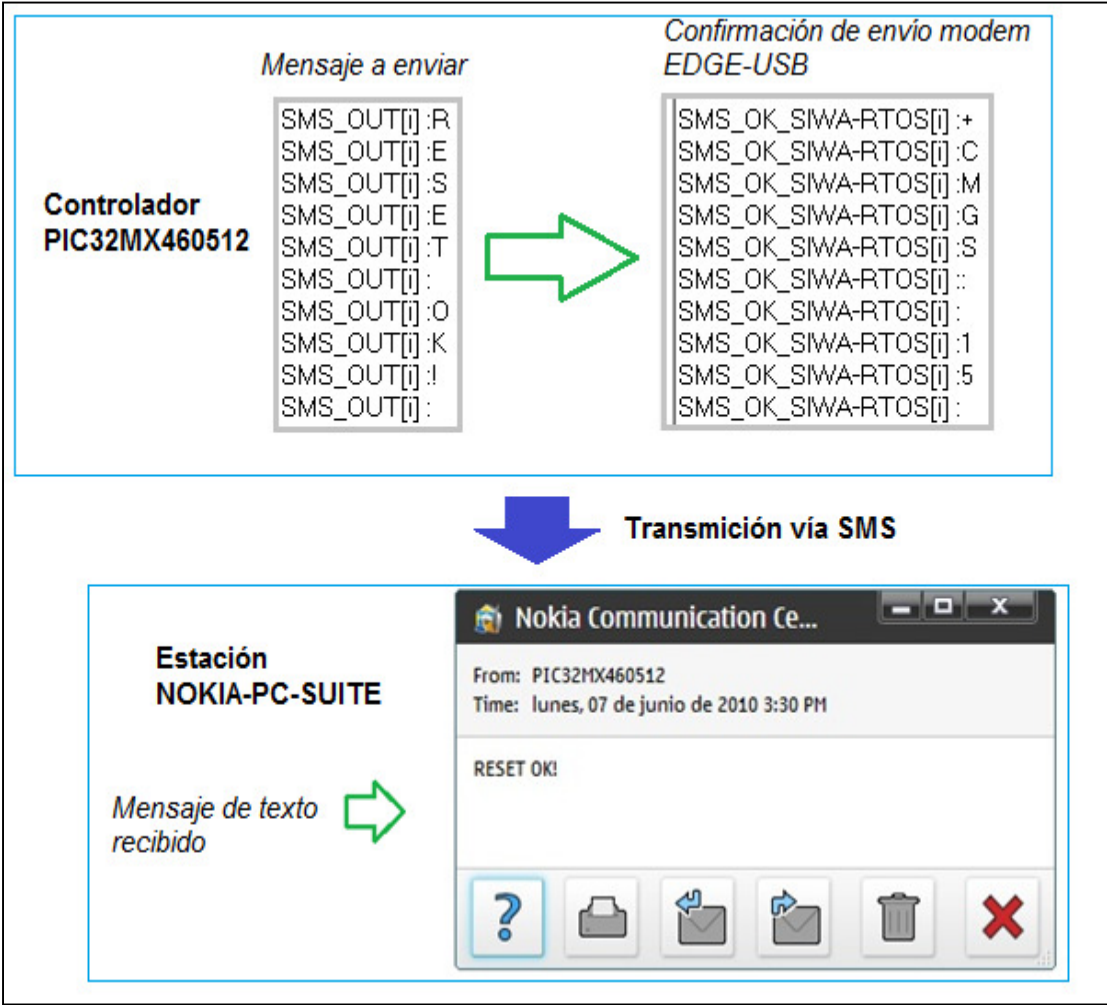 Mensaje a enviar
Confirmación de envío modem
EDGE-USB
Controlador
PIC32MX460512
SMS_OUT[i] :R
SMS_OUT[i] :E
SMS_OUT[i] :S
SMS_OUT[i] :E
SMS_OUT[i] :T
SMS_OUT[i] :
SMS_OUT[i] :O
SMS_OUT[i] :K
SMS_OUT[i] :!
SMS_OUT[i] :
SMS_OK_SIWA-RTOS[i] :+
SMS_OK_SIWA-RTOS[i] :C
SMS_OK_SIWA-RTOS[i] :M
SMS_OK_SIWA-RTOS[i] :G
SMS_OK_SIWA-RTOS[i] :S
SMS_OK_SIWA-RTOS[i] ::
SMS_OK_SIWA-RTOS[i] :
SMS_OK_SIWA-RTOS[i] :1
SMS_OK_SIWA-RTOS[i] :5
SMS_OK_SIWA-RTOS[i] :
Transmición vía SMS
Estación
NOKIA-PC-SUITE
Mensaje de texto
recibido
Nokia Communication Ce...
From: PIC32MX460512
Time: lunes, 07 de junio de 2010 3:30 PM
RESET OK!